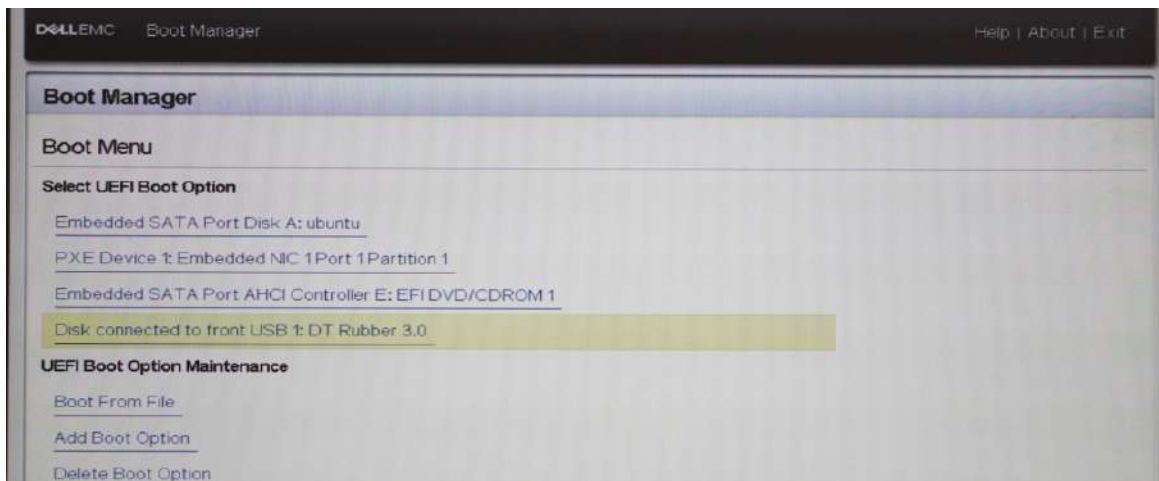 DELLEMC Boot Manager Help | About | Exit
Boot Manager
Boot Menu
Select UEFI Boot Option
Embedded SATA Port Disk A: ubuntu
PXE Device 1: Embedded NIC 1 Port 1 Partition 1
Embedded SATA Port AHCI Controller E: EFI DVD/CDROM 1
Disk connected to front USB 1: DT Rubber 3.0
UEFI Boot Option Maintenance
Boot From File
Add Boot Option
Delete Boot Option